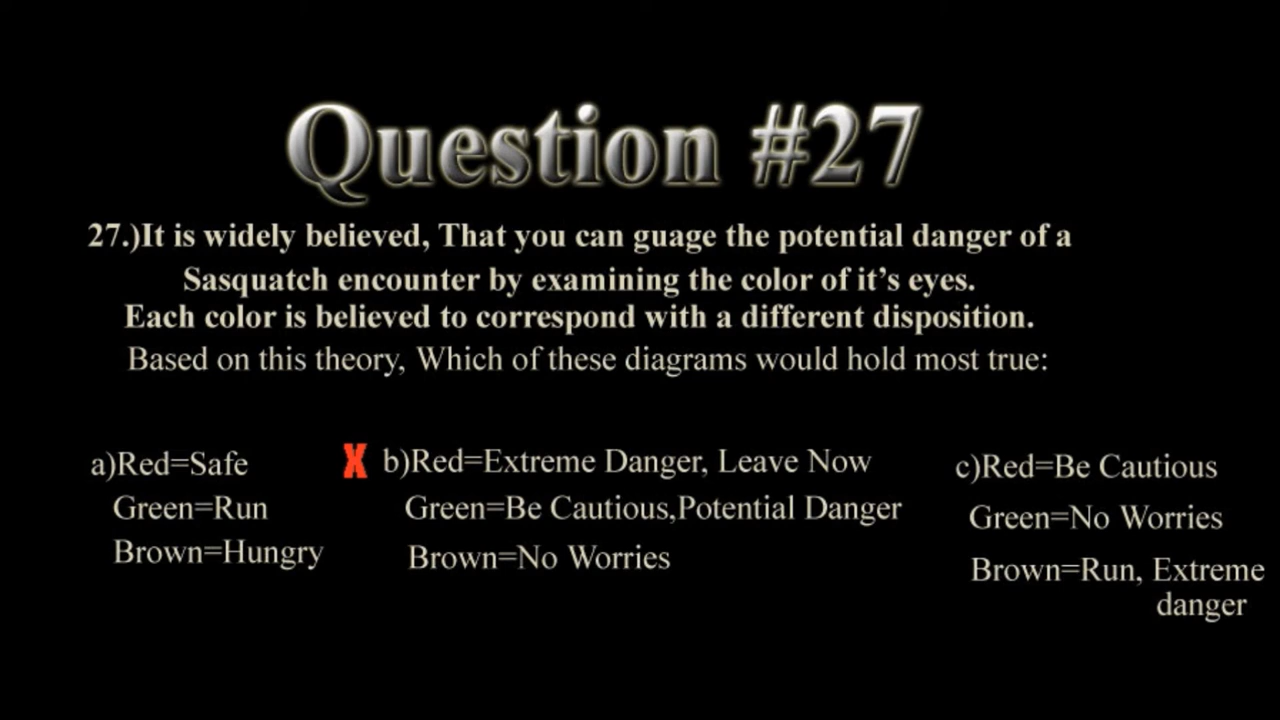 Question #27
27.)It is widely believed, That you can guage the potential danger of a
Sasquatch encounter by examining the color of it's eyes.
Each color is believed to correspond with a different disposition.
Based on this theory, Which of these diagrams would hold most true:
a)Red=Safe
Green=Run
Brown=Hungry
X b)Red=Extreme Danger, Leave Now
Green=Be Cautious,Potential Danger
Brown=No Worries
c)Red=Be Cautious
Green=No Worries
Brown=Run, Extreme
danger